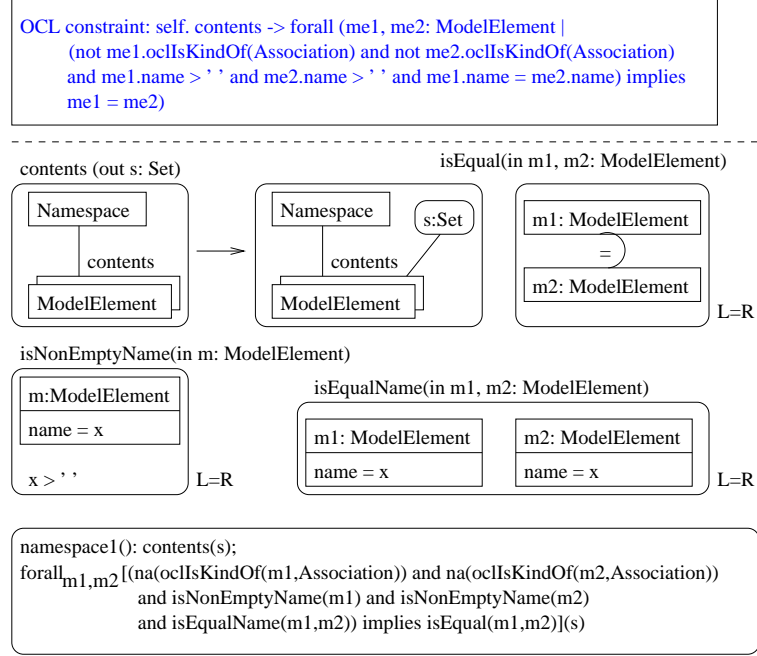 OCL constraint: self. contents -> forall (me1, me2: ModelElement |
(not me1.oclIsKindOf(Association) and not me2.oclIsKindOf(Association)
and me1.name > ’ ’ and me2.name > ’ ’ and me1.name = me2.name) implies
me1 = me2)
contents (out s: Set)
isEqual(in m1, m2: ModelElement)
Namespace
contents
ModelElement
Namespace
s:Set
contents
ModelElement
m1: ModelElement
=
m2: ModelElement
L=R
isNonEmptyName(in m: ModelElement)
m:ModelElement
name = x
x > ’ ’
L=R
isEqualName(in m1, m2: ModelElement)
m1: ModelElement
name = x
m2: ModelElement
name = x
L=R
namespace1(): contents(s);
forall m1,m2 [(na(oclIsKindOf(m1,Association)) and na(oclIsKindOf(m2,Association))
and isNonEmptyName(m1) and isNonEmptyName(m2)
and isEqualName(m1,m2)) implies isEqual(m1,m2)](s)